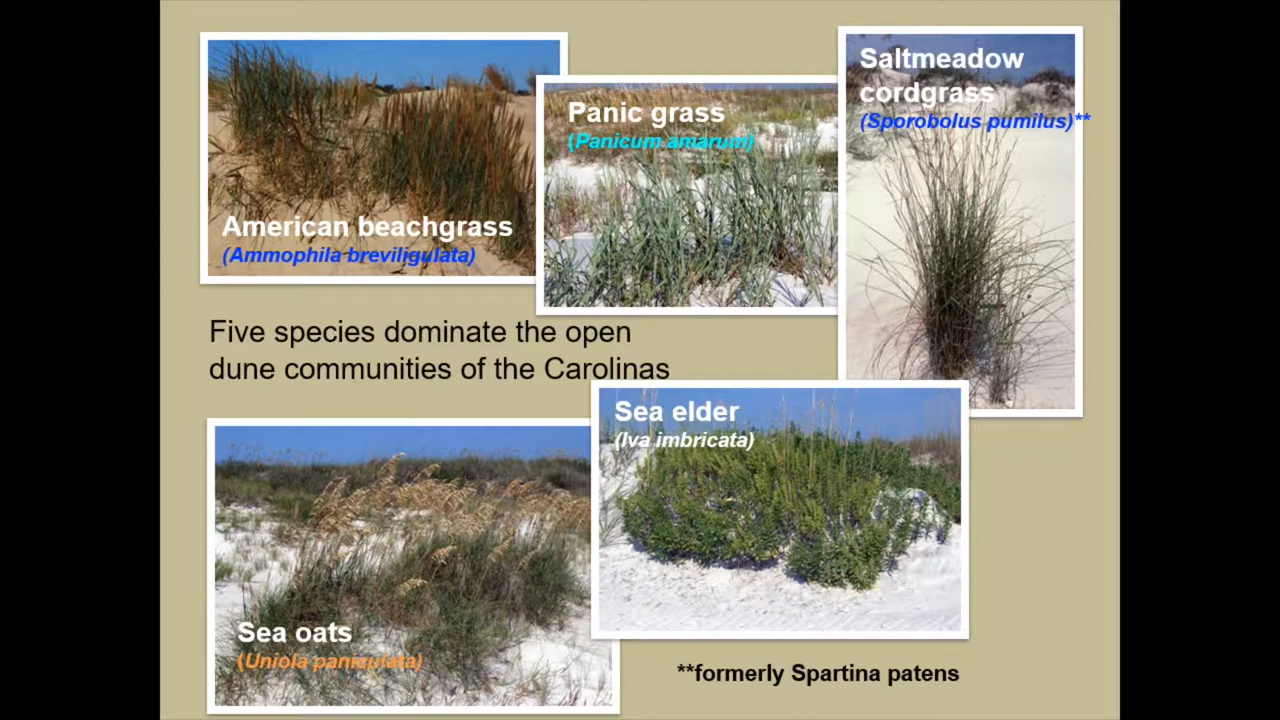 American beachgrass
(Ammophila breviligulata)
Panic grass
(Panicum amarum)
Saltmeadow
cordgrass
(Sporobolus pumilus)**
Five species dominate the open
dune communities of the Carolinas
Sea elder
(Iva imbricata)
Sea oats
(Uniola paniculata)
**formerly Spartina patens